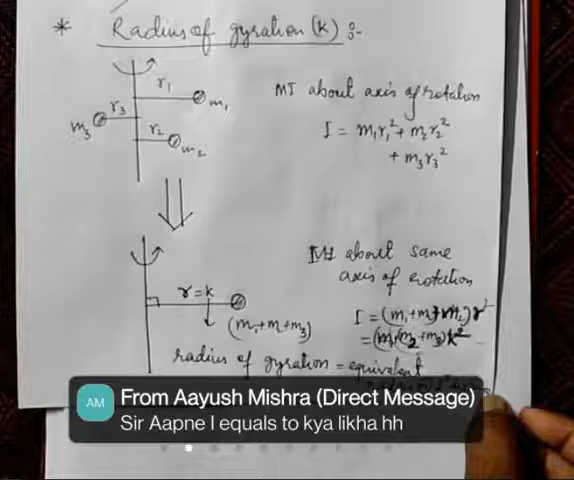 * Radius of gyration (k) :-
r1
m1
r3
m3
r2
m2
MI about axis of rotation
I = m1r1² + m2r2²
+ m3r3²
MI about same
axis of rotation
r = k
(m1+m2+m3)
I = (m1+m3+m2) r²
= (m1+m2+m3) k²
radius of gyration = equivalent
AM
From Aayush Mishra (Direct Message)
Sir Aapne I equals to kya likha hh